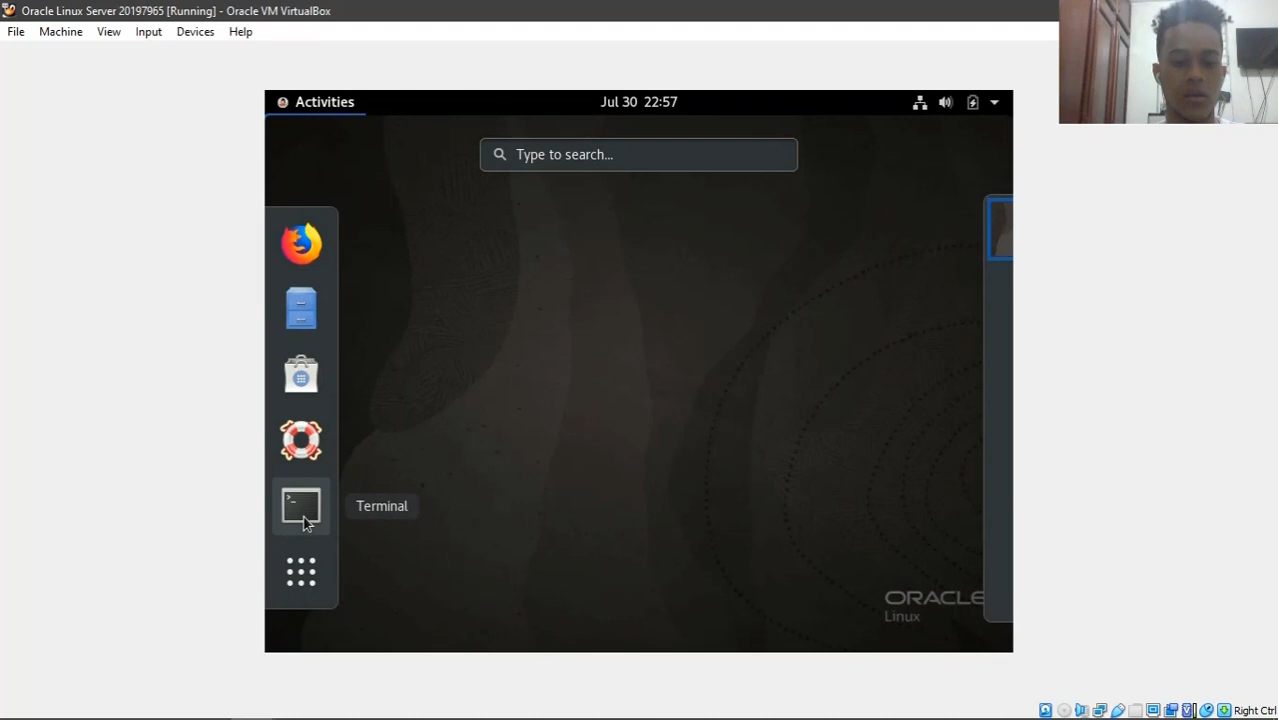 Oracle Linux Server 20197965 [Running] - Oracle VM VirtualBox
File Machine View Input Devices Help
Activities
Jul 30 22:57
Type to search...
>_
Terminal
ORACLE
Linux
Right Ctrl